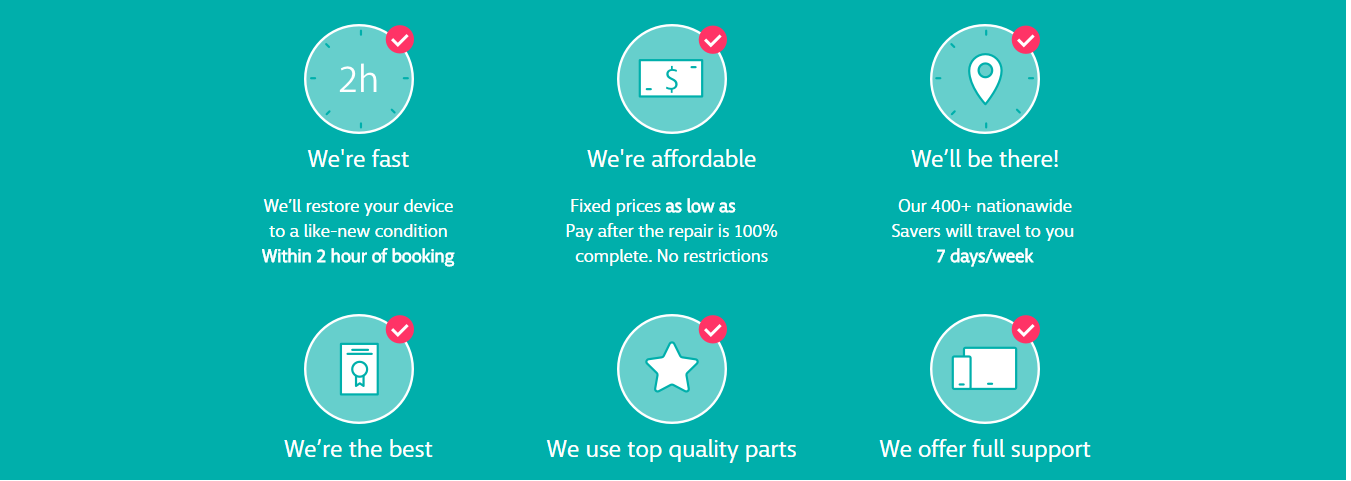 2h
$
We're fast
We're affordable
We’ll be there!
We’ll restore your device
to a like-new condition
Within 2 hour of booking
Fixed prices as low as
Pay after the repair is 100%
complete. No restrictions
Our 400+ nationawide
Savers will travel to you
7 days/week
We’re the best
We use top quality parts
We offer full support